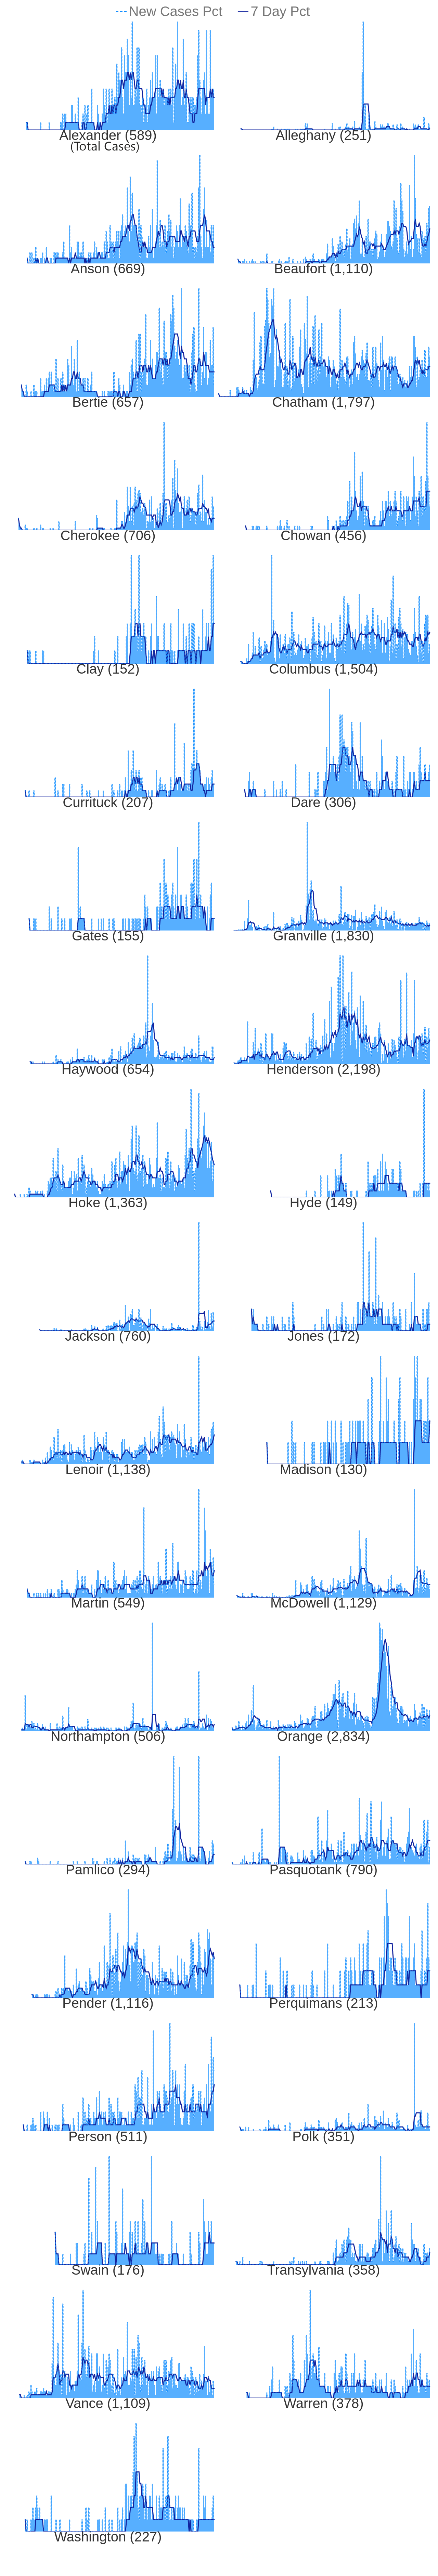 New Cases Pct 7 Day Pct
Alexander (589) Alleghany (251)
(Total Cases)
Anson (669) Beaufort (1,110)
Bertie (657) Chatham (1,797)
Cherokee (706) Chowan (456)
Clay (152) Columbus (1,504)
Currituck (207) Dare (306)
Gates (155) Granville (1,830)
Haywood (654) Henderson (2,198)
Hoke (1,363) Hyde (149)
Jackson (760) Jones (172)
Lenoir (1,138) Madison (130)
Martin (549) McDowell (1,129)
Northampton (506) Orange (2,834)
Pamlico (294) Pasquotank (790)
Pender (1,116) Perquimans (213)
Person (511) Polk (351)
Swain (176) Transylvania (358)
Vance (1,109) Warren (378)
Washington (227)